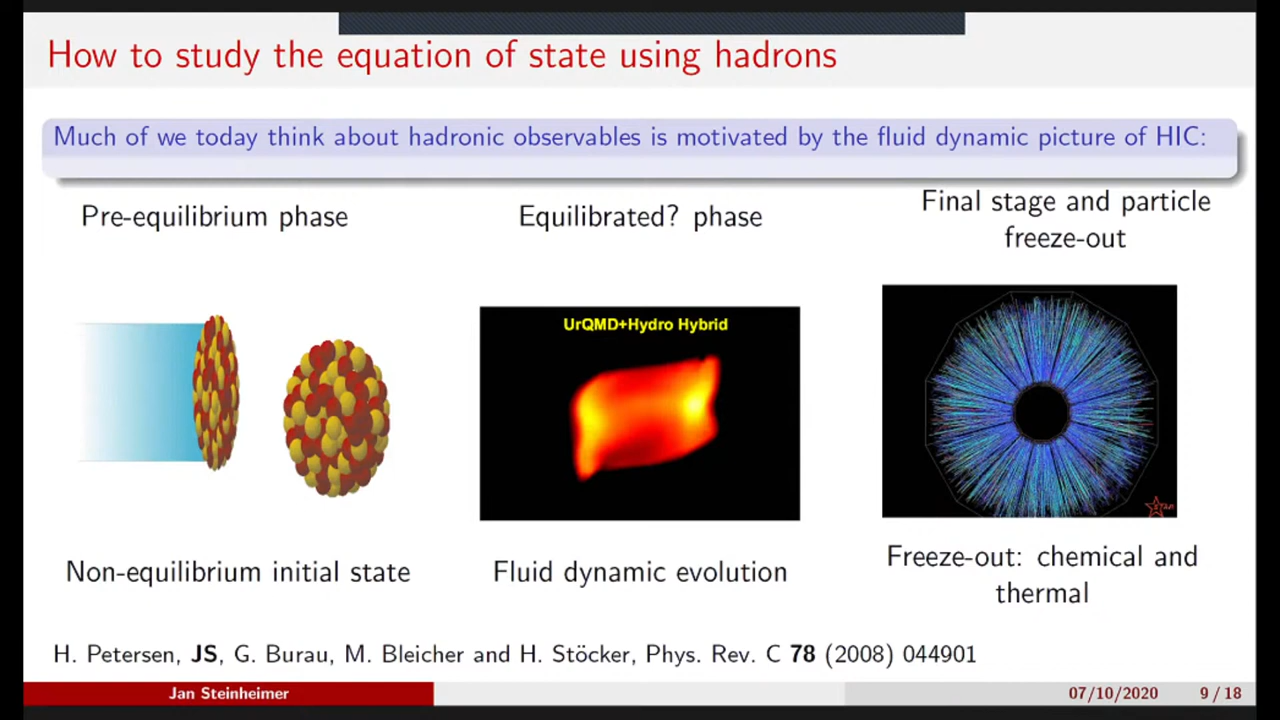 How to study the equation of state using hadrons
Much of we today think about hadronic observables is motivated by the fluid dynamic picture of HIC:
Pre-equilibrium phase
Equilibrated? phase
Final stage and particle
freeze-out
UrQMD+Hydro Hybrid
Non-equilibrium initial state
Fluid dynamic evolution
Freeze-out: chemical and
thermal
H. Petersen, JS, G. Burau, M. Bleicher and H. Stöcker, Phys. Rev. C 78 (2008) 044901
Jan Steinheimer
07/10/2020
9 / 18